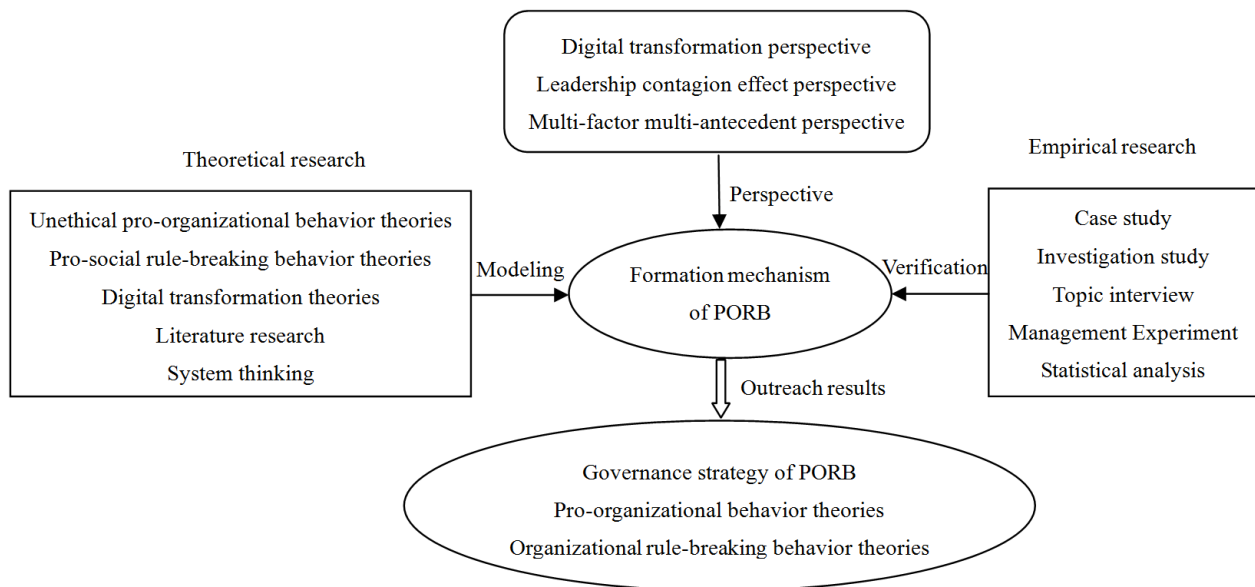 Digital transformation perspective
Leadership contagion effect perspective
Multi-factor multi-antecedent perspective
Theoretical research
Empirical research
Perspective
Unethical pro-organizational behavior theories
Pro-social rule-breaking behavior theories
Digital transformation theories
Literature research
System thinking
Modeling
Formation mechanism
of PORB
Verification
Case study
Investigation study
Topic interview
Management Experiment
Statistical analysis
Outreach results
Governance strategy of PORB
Pro-organizational behavior theories
Organizational rule-breaking behavior theories